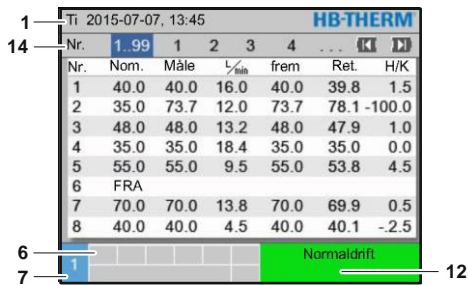 1 Ti 2015-07-07, 13:45 HB-THERM
14 Nr. 1..99 1 2 3 4 ...
Nr. Nom. Måle L/min frem Ret. H/K
1 40.0 40.0 16.0 40.0 39.8 1.5
2 35.0 73.7 12.0 73.7 78.1 -100.0
3 48.0 48.0 13.2 48.0 47.9 1.0
4 35.0 35.0 18.4 35.0 35.0 0.0
5 55.0 55.0 9.5 55.0 53.8 4.5
6 FRA
7 70.0 70.0 13.8 70.0 69.9 0.5
8 40.0 40.0 4.5 40.0 40.1 -.2.5
6 Normaldrift
7 1 12